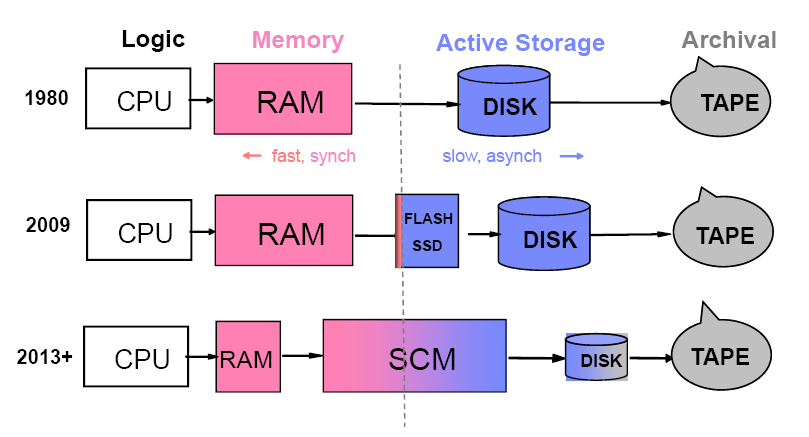 Logic Memory Active Storage Archival
1980 CPU RAM DISK TAPE
fast, synch slow, asynch
2009 CPU RAM FLASH SSD DISK TAPE
2013+ CPU RAM SCM DISK TAPE